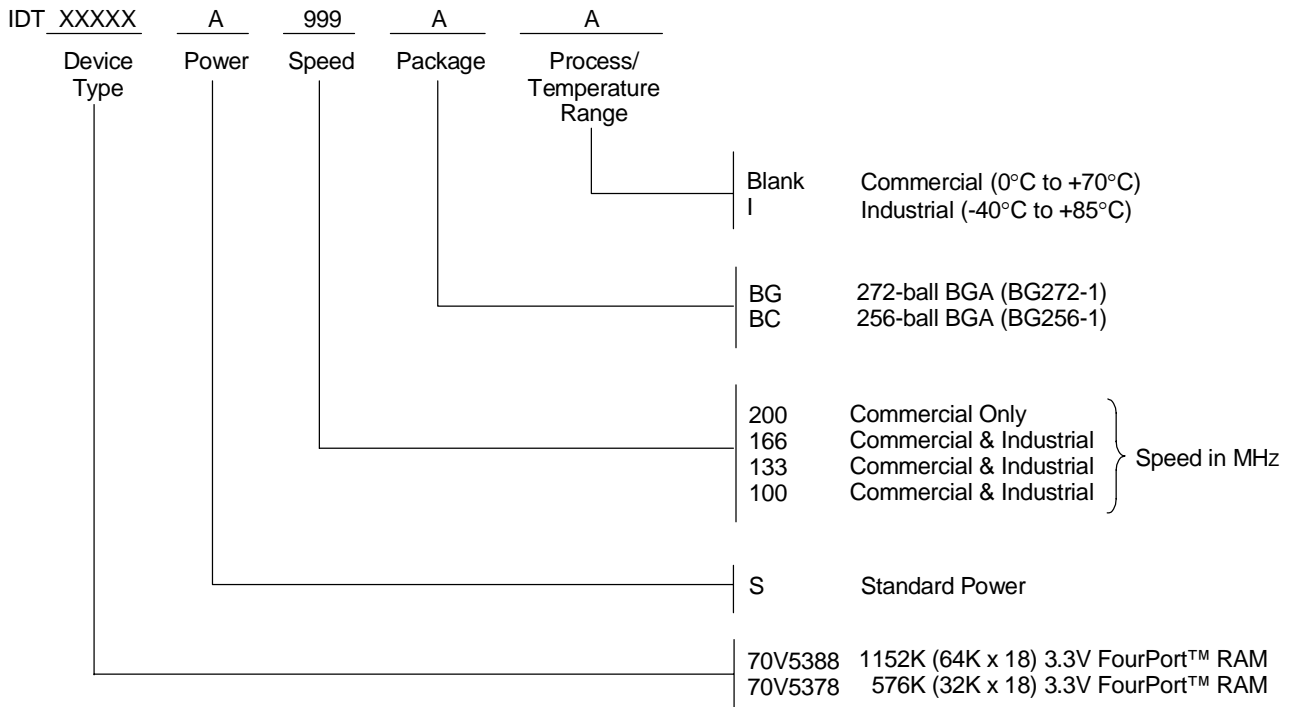 IDT XXXXX A 999 A A
Device Type Power Speed Package Process/ Temperature Range
Blank Commercial (0°C to +70°C)
I Industrial (-40°C to +85°C)
BG 272-ball BGA (BG272-1)
BC 256-ball BGA (BG256-1)
200 Commercial Only
166 Commercial & Industrial
133 Commercial & Industrial
100 Commercial & Industrial
Speed in MHz
S Standard Power
70V5388 1152K (64K x 18) 3.3V FourPort™ RAM
70V5378 576K (32K x 18) 3.3V FourPort™ RAM